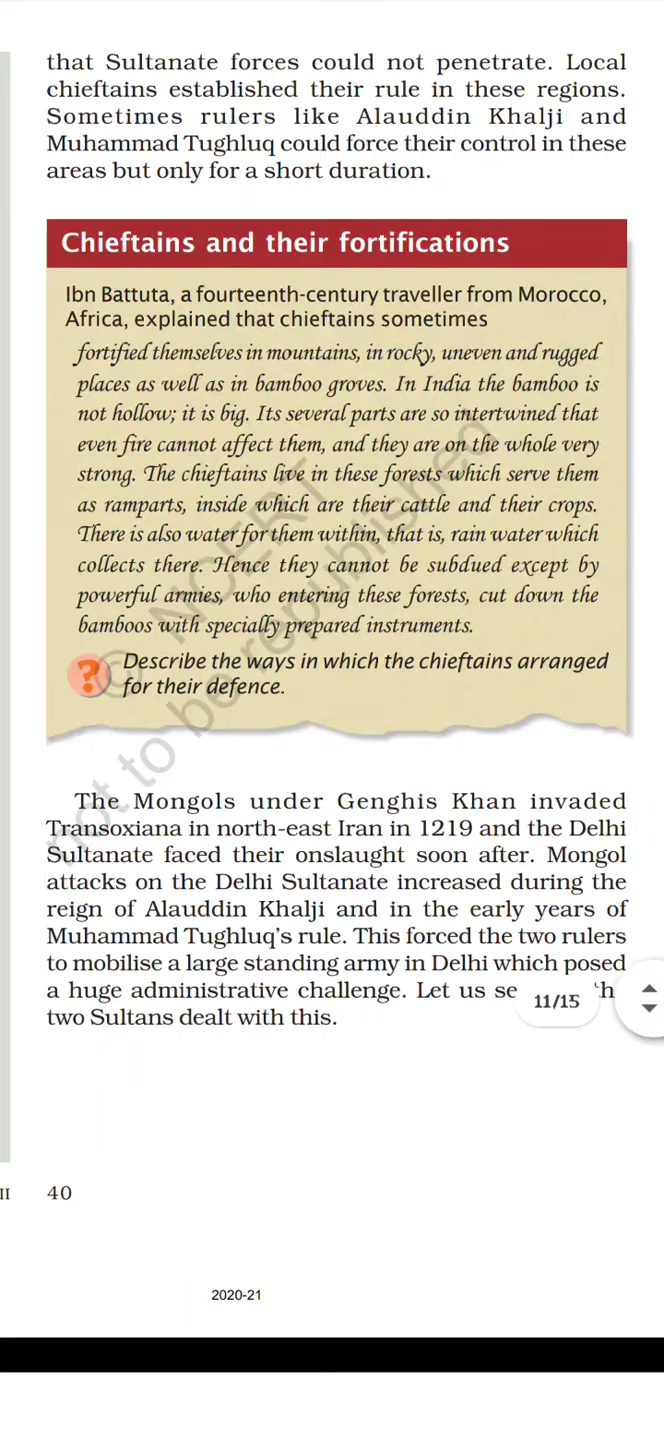 that Sultanate forces could not penetrate. Local
chieftains established their rule in these regions.
Sometimes rulers like Alauddin Khalji and
Muhammad Tughluq could force their control in these
areas but only for a short duration.
Chieftains and their fortifications
Ibn Battuta, a fourteenth-century traveller from Morocco,
Africa, explained that chieftains sometimes
fortified themselves in mountains, in rocky, uneven and rugged
places as well as in bamboo groves. In India the bamboo is
not hollow; it is big. Its several parts are so intertwined that
even fire cannot affect them, and they are on the whole very
strong. The chieftains live in these forests which serve them
as ramparts, inside which are their cattle and their crops.
There is also water for them within, that is, rain water which
collects there. Hence they cannot be subdued except by
powerful armies, who entering these forests, cut down the
bamboos with specially prepared instruments.
? Describe the ways in which the chieftains arranged
for their defence.
© NCERT
not to be republished
The Mongols under Genghis Khan invaded
Transoxiana in north-east Iran in 1219 and the Delhi
Sultanate faced their onslaught soon after. Mongol
attacks on the Delhi Sultanate increased during the
reign of Alauddin Khalji and in the early years of
Muhammad Tughluq's rule. This forced the two rulers
to mobilise a large standing army in Delhi which posed
a huge administrative challenge. Let us
11/15
two Sultans dealt with this.
II 40
2020-21